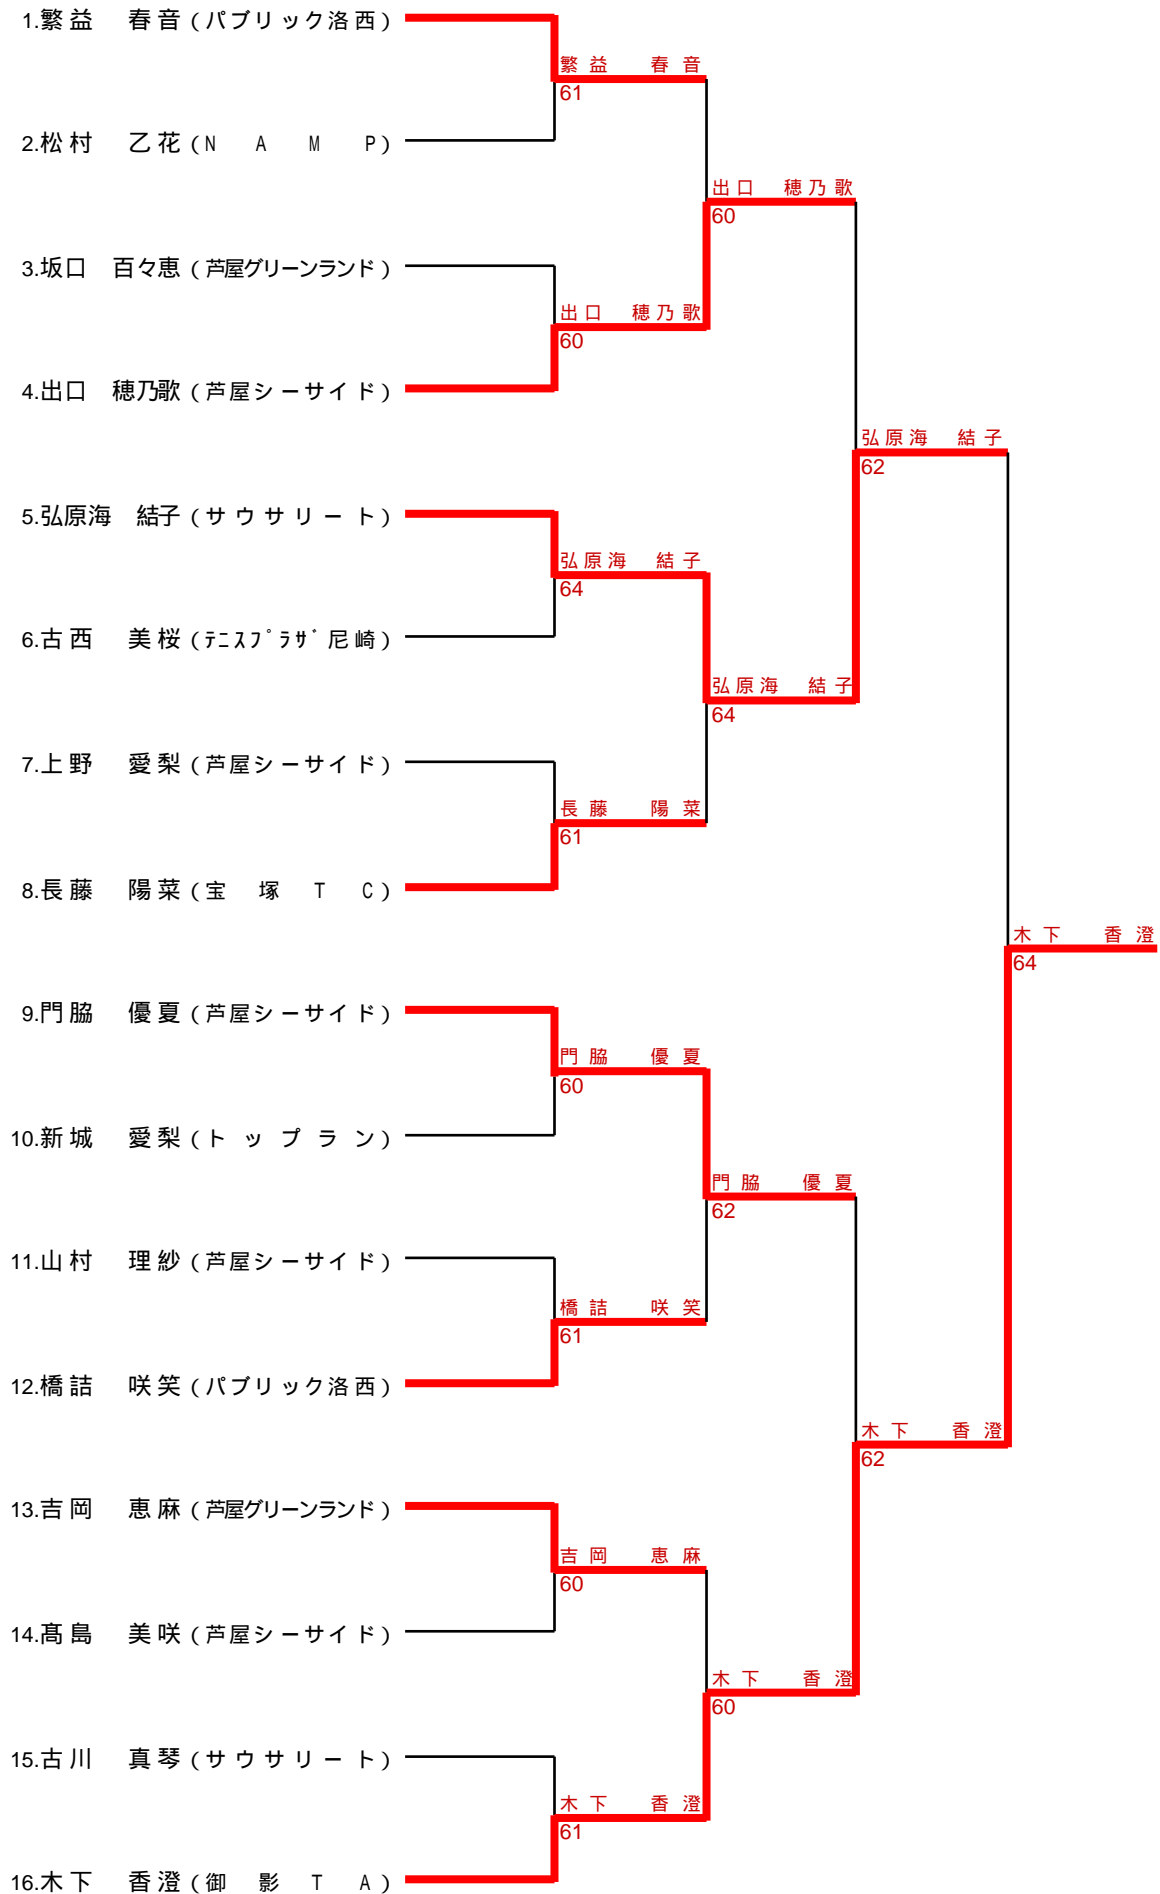 1.繁益 春音(パブリック洛西)
繁益 春音
61
2.松村 乙花(NAMP)
出口 穂乃歌
60
3.坂口 百々恵(芦屋グリーンランド)
出口 穂乃歌
60
4.出口 穂乃歌(芦屋シーサイド)
弘原海 結子
62
5.弘原海 結子(サウサリート)
弘原海 結子
64
6.古西 美桜(ﾃﾆｽﾌﾟﾗｻﾞ尼崎)
弘原海 結子
64
7.上野 愛梨(芦屋シーサイド)
長藤 陽菜
61
8.長藤 陽菜(宝塚TC)
木下 香澄
64
9.門脇 優夏(芦屋シーサイド)
門脇 優夏
60
10.新城 愛梨(トップラン)
門脇 優夏
62
11.山村 理紗(芦屋シーサイド)
橋詰 咲笑
61
12.橋詰 咲笑(パブリック洛西)
木下 香澄
62
13.吉岡 恵麻(芦屋グリーンランド)
吉岡 恵麻
60
14.髙島 美咲(芦屋シーサイド)
木下 香澄
60
15.古川 真琴(サウサリート)
木下 香澄
61
16.木下 香澄(御影TA)